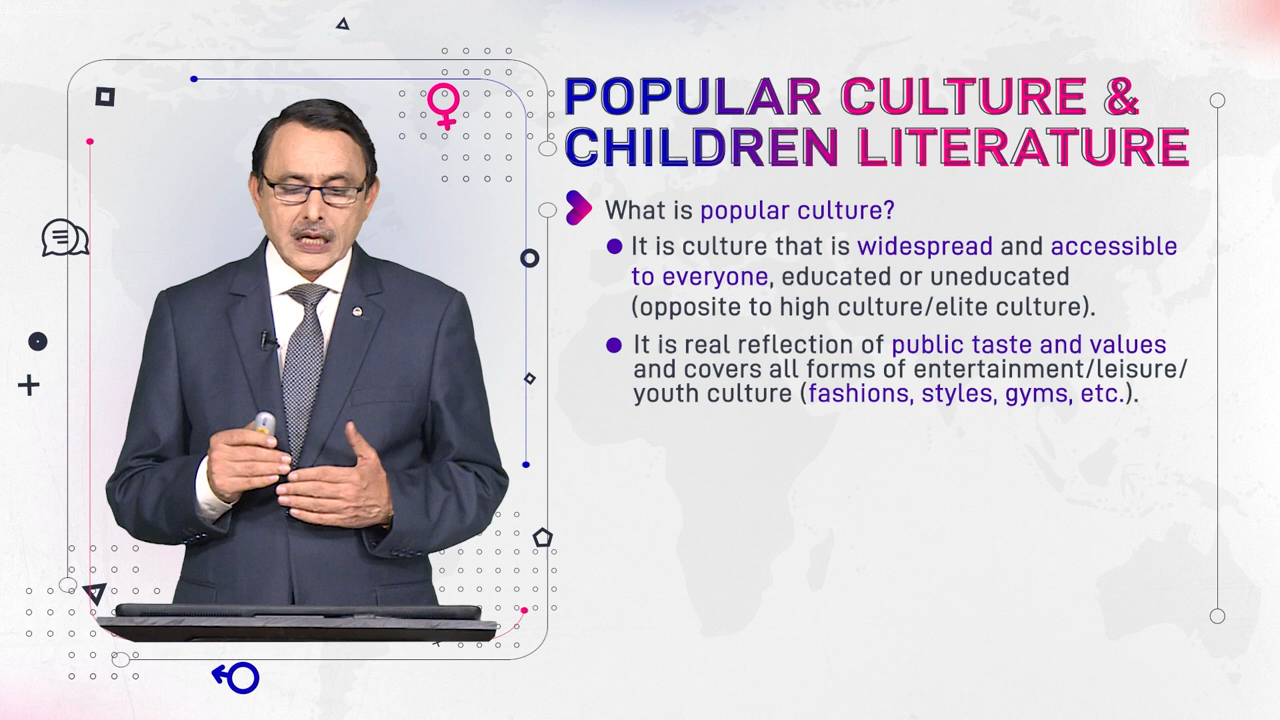 POPULAR CULTURE &
CHILDREN LITERATURE
What is popular culture?
It is culture that is widespread and accessible
to everyone, educated or uneducated
(opposite to high culture/elite culture).
It is real reflection of public taste and values
and covers all forms of entertainment/leisure/
youth culture (fashions, styles, gyms, etc.).